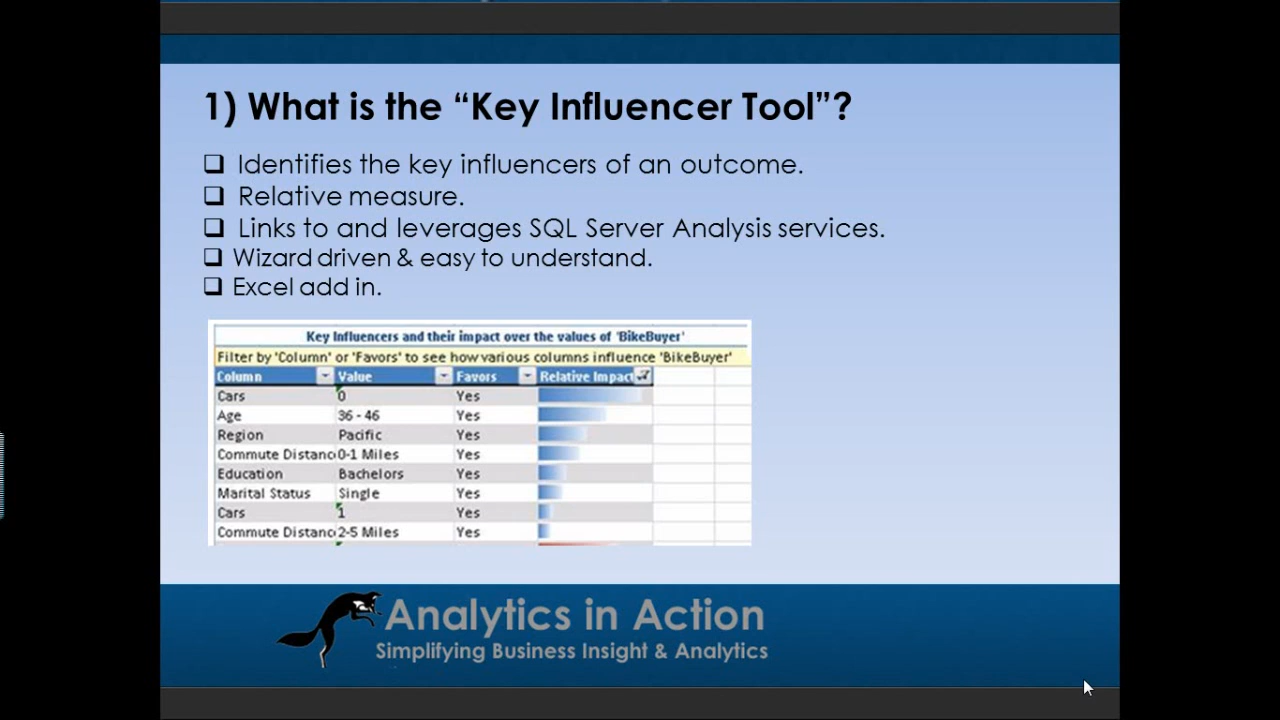 1) What is the “Key Influencer Tool”?
❑ Identifies the key influencers of an outcome.
❑ Relative measure.
❑ Links to and leverages SQL Server Analysis services.
❑ Wizard driven & easy to understand.
❑ Excel add in.
Key Influencers and their impact over the values of 'BikeBuyer'
Filter by 'Column' or 'Favors' to see how various columns influence 'BikeBuyer'
Column Value Favors Relative Impact
Cars 0 Yes
Age 36 - 46 Yes
Region Pacific Yes
Commute Distanc 0-1 Miles Yes
Education Bachelors Yes
Marital Status Single Yes
Cars 1 Yes
Commute Distanc 2-5 Miles Yes
Analytics in Action
Simplifying Business Insight & Analytics